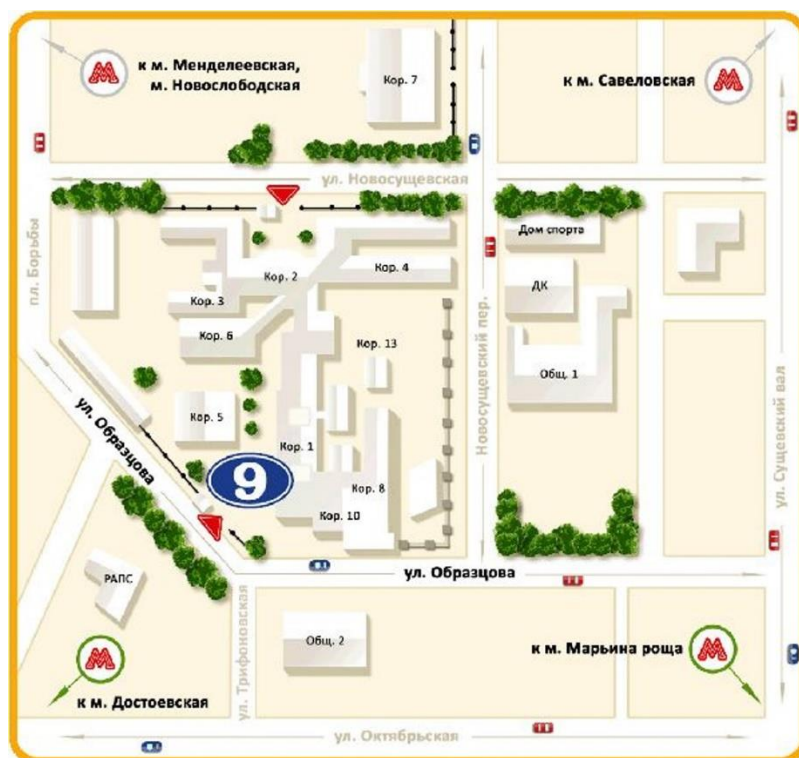 к м. Менделеевская,
м. Новослободская
Кор. 7
к м. Савеловская
ул. Новосущевская
пл. Борьбы
Дом спорта
Кор. 2
Кор. 4
Кор. 3
ДК
Кор. 6
Кор. 13
Общ. 1
Новосущевский пер.
ул. Сущевский вал
ул. Образцова
Кор. 5
Кор. 1
9
Кор. 8
Кор. 10
ул. Образцова
РАПС
ул. Трифоновская
Общ. 2
к м. Марьина роща
к м. Достоевская
ул. Октябрьская